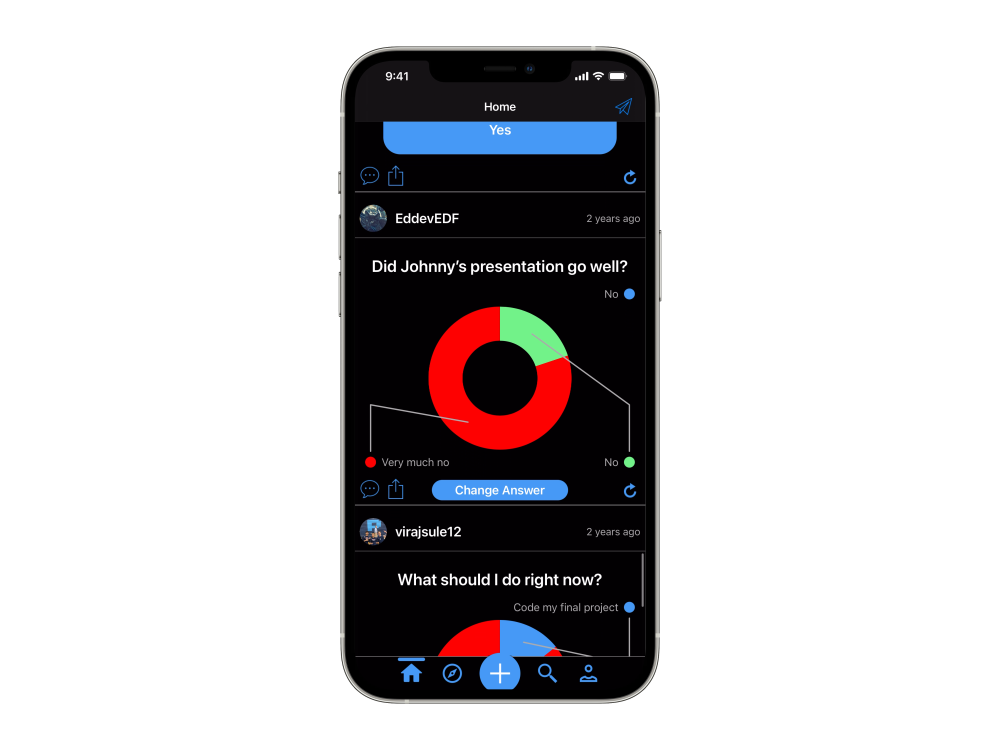 9:41
Home
Yes
EddevEDF
2 years ago
Did Johnny's presentation go well?
No
Very much no
No
Change Answer
virajsule12
2 years ago
What should I do right now?
Code my final project